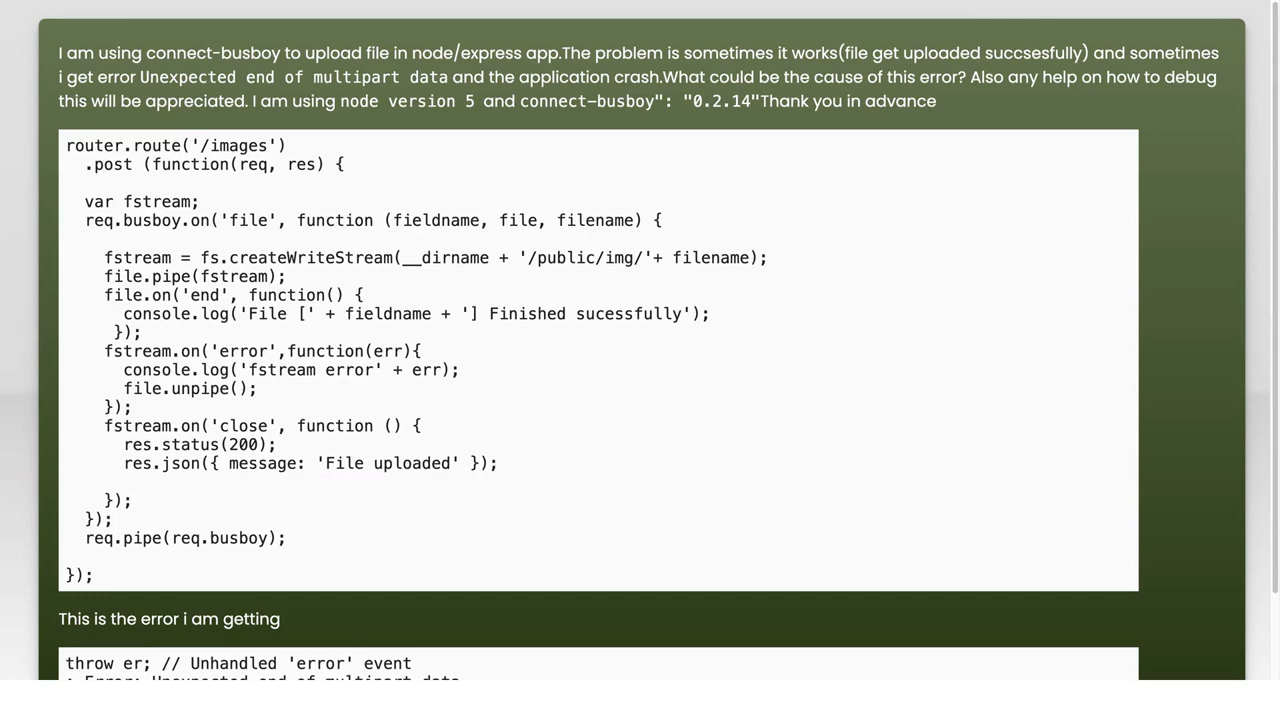 I am using connect-busboy to upload file in node/express app.The problem is sometimes it works(file get uploaded succsesfully) and sometimes
i get error Unexpected end of multipart data and the application crash.What could be the cause of this error? Also any help on how to debug
this will be appreciated. I am using node version 5 and connect-busboy": "0.2.14"Thank you in advance
router.route('/images')
  .post (function(req, res) {
  var fstream;
  req.busboy.on('file', function (fieldname, file, filename) {
    fstream = fs.createWriteStream(__dirname + '/public/img/'+ filename);
    file.pipe(fstream);
    file.on('end', function() {
      console.log('File [' + fieldname + '] Finished sucessfully');
     });
    fstream.on('error',function(err){
      console.log('fstream error' + err);
      file.unpipe();
    });
    fstream.on('close', function () {
      res.status(200);
      res.json({ message: 'File uploaded' });
    });
  });
  req.pipe(req.busboy);
});
This is the error i am getting
throw er; // Unhandled 'error' event
: Error: Unexpected end of multipart data